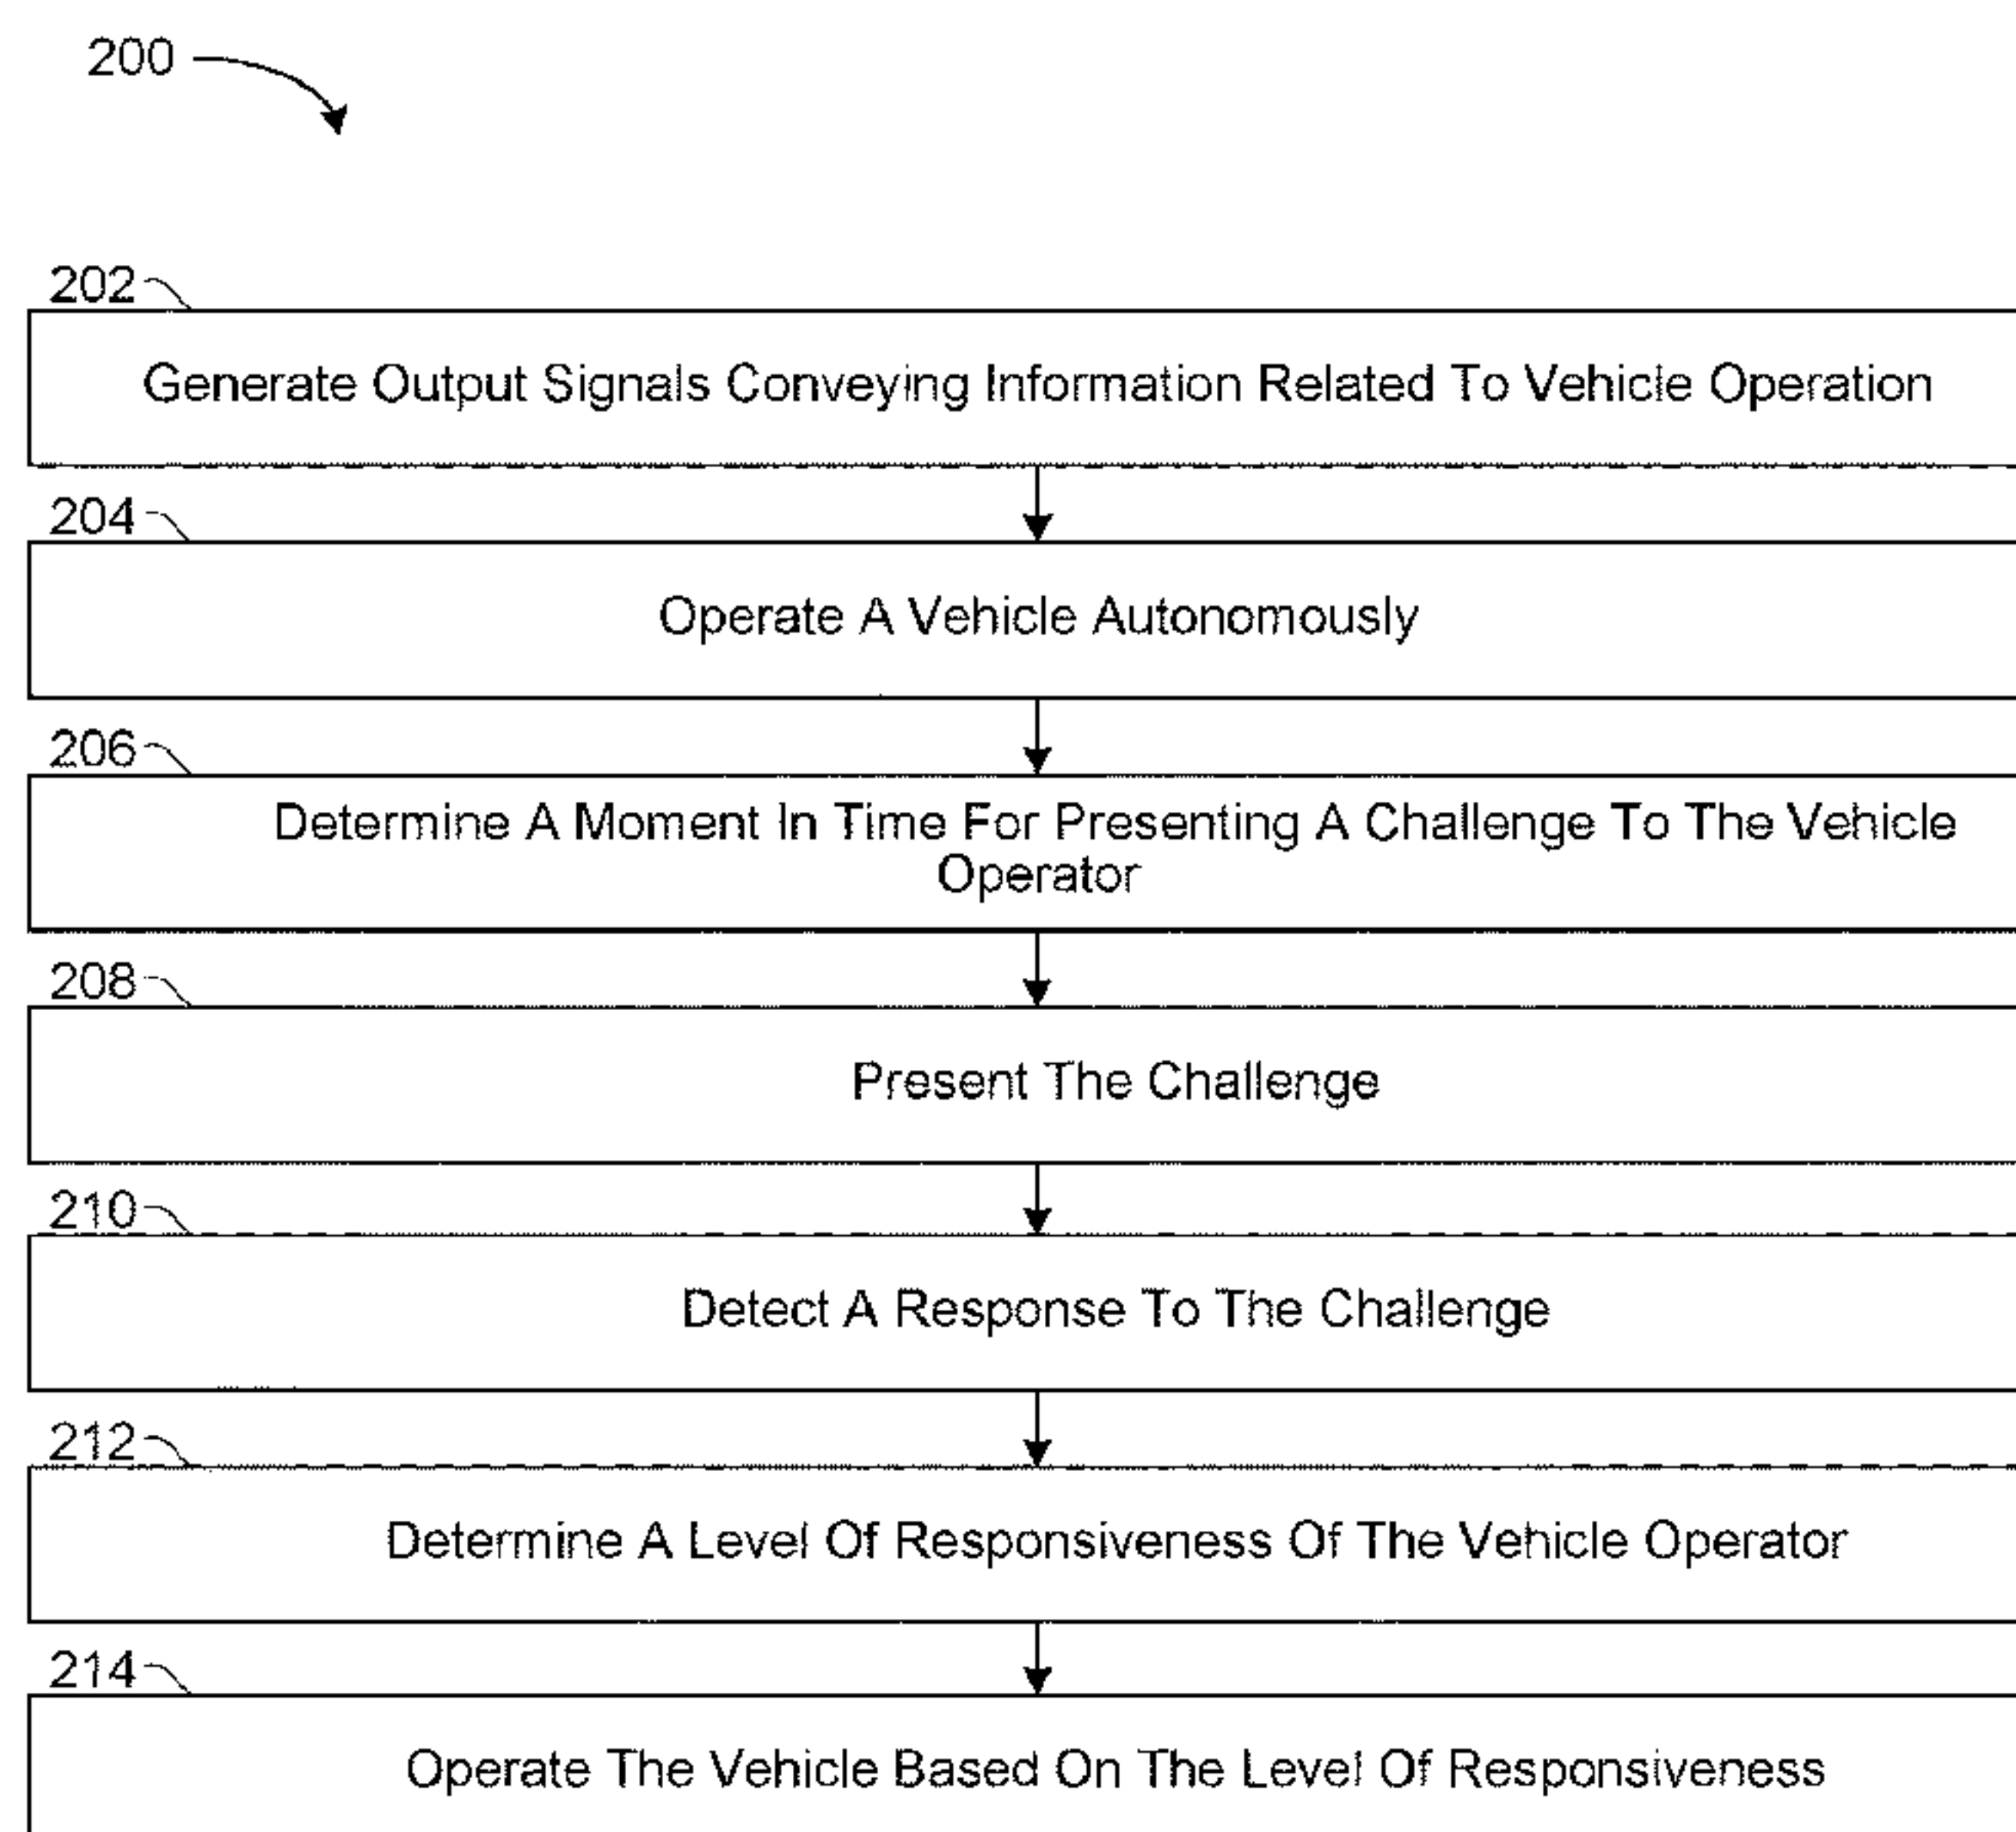 200
202
Generate Output Signals Conveying Information Related To Vehicle Operation
204
Operate A Vehicle Autonomously
206
Determine A Moment In Time For Presenting A Challenge To The Vehicle
Operator
208
Present The Challenge
210
Detect A Response To The Challenge
212
Determine A Level Of Responsiveness Of The Vehicle Operator
214
Operate The Vehicle Based On The Level Of Responsiveness